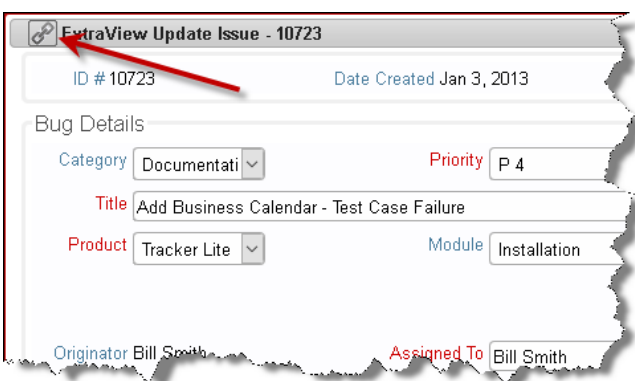 ExtraView Update Issue - 10723
ID # 10723 Date Created Jan 3, 2013
Bug Details
Category Documentati Priority P 4
Title Add Business Calendar - Test Case Failure
Product Tracker Lite Module Installation
Originator Bill Smith Assigned To Bill Smith